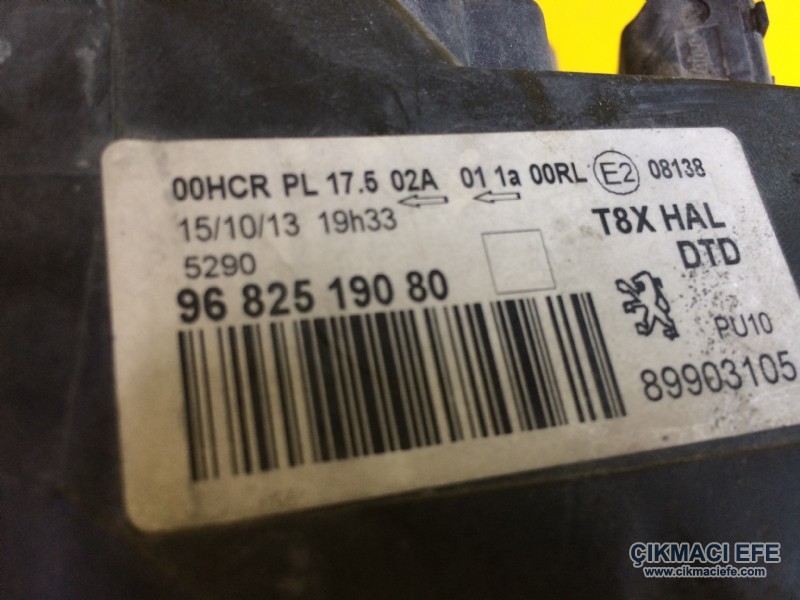 00HCR PL 17.5 02A 01 1a 00RL E2 08138
15/10/13 19h33
T8X HAL
5290
DTD
96 825 190 80
PU10
89903105
ÇIKMACI EFE
www.cikmaciefe.com